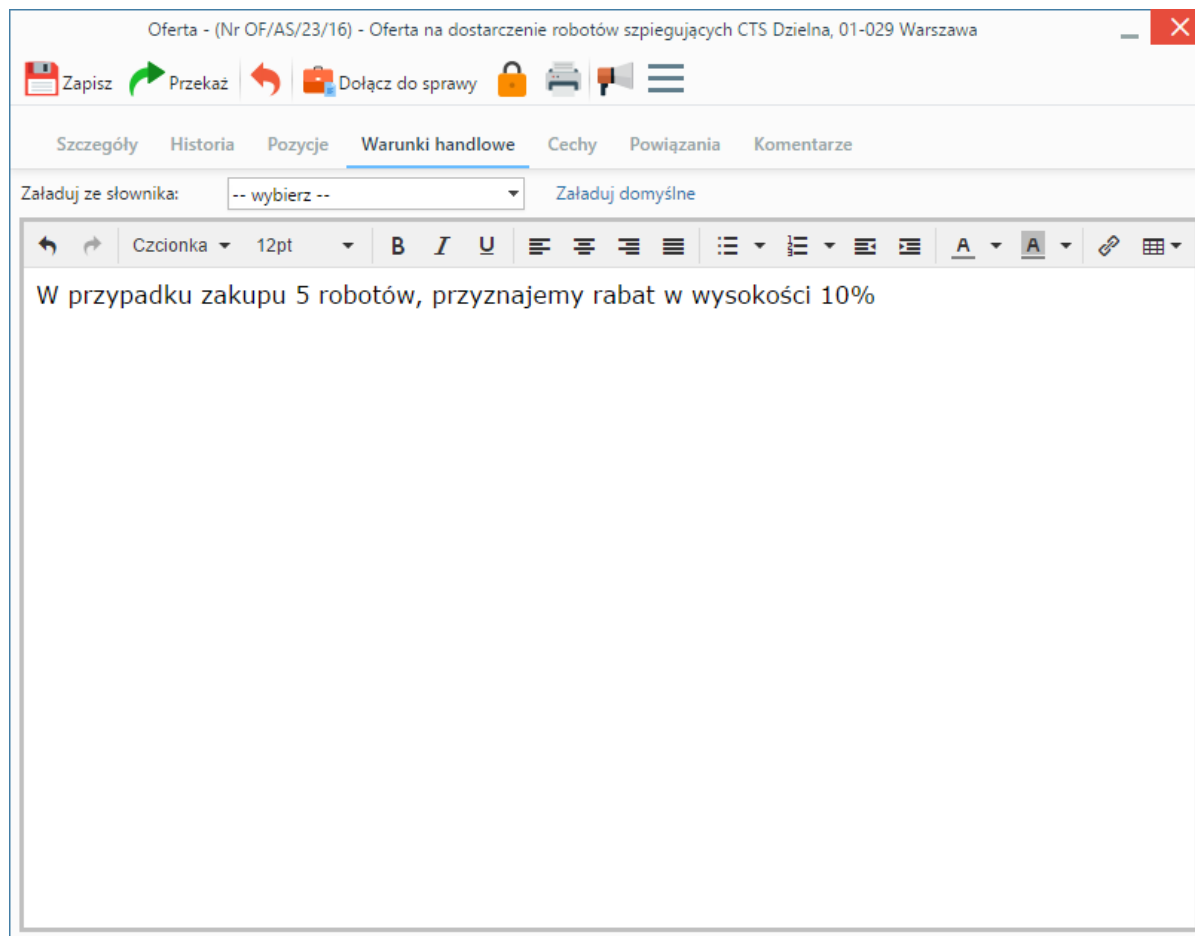 Oferta - (Nr OF/AS/23/16) - Oferta na dostarczenie robotów szpiegujących CTS Dzielna, 01-029 Warszawa
Zapisz Przekaż Dołącz do sprawy
Szczegóły Historia Pozycje Warunki handlowe Cechy Powiązania Komentarze
Załaduj ze słownika: -- wybierz -- Załaduj domyślne
Czcionka 12pt B I U A A
W przypadku zakupu 5 robotów, przyznajemy rabat w wysokości 10%